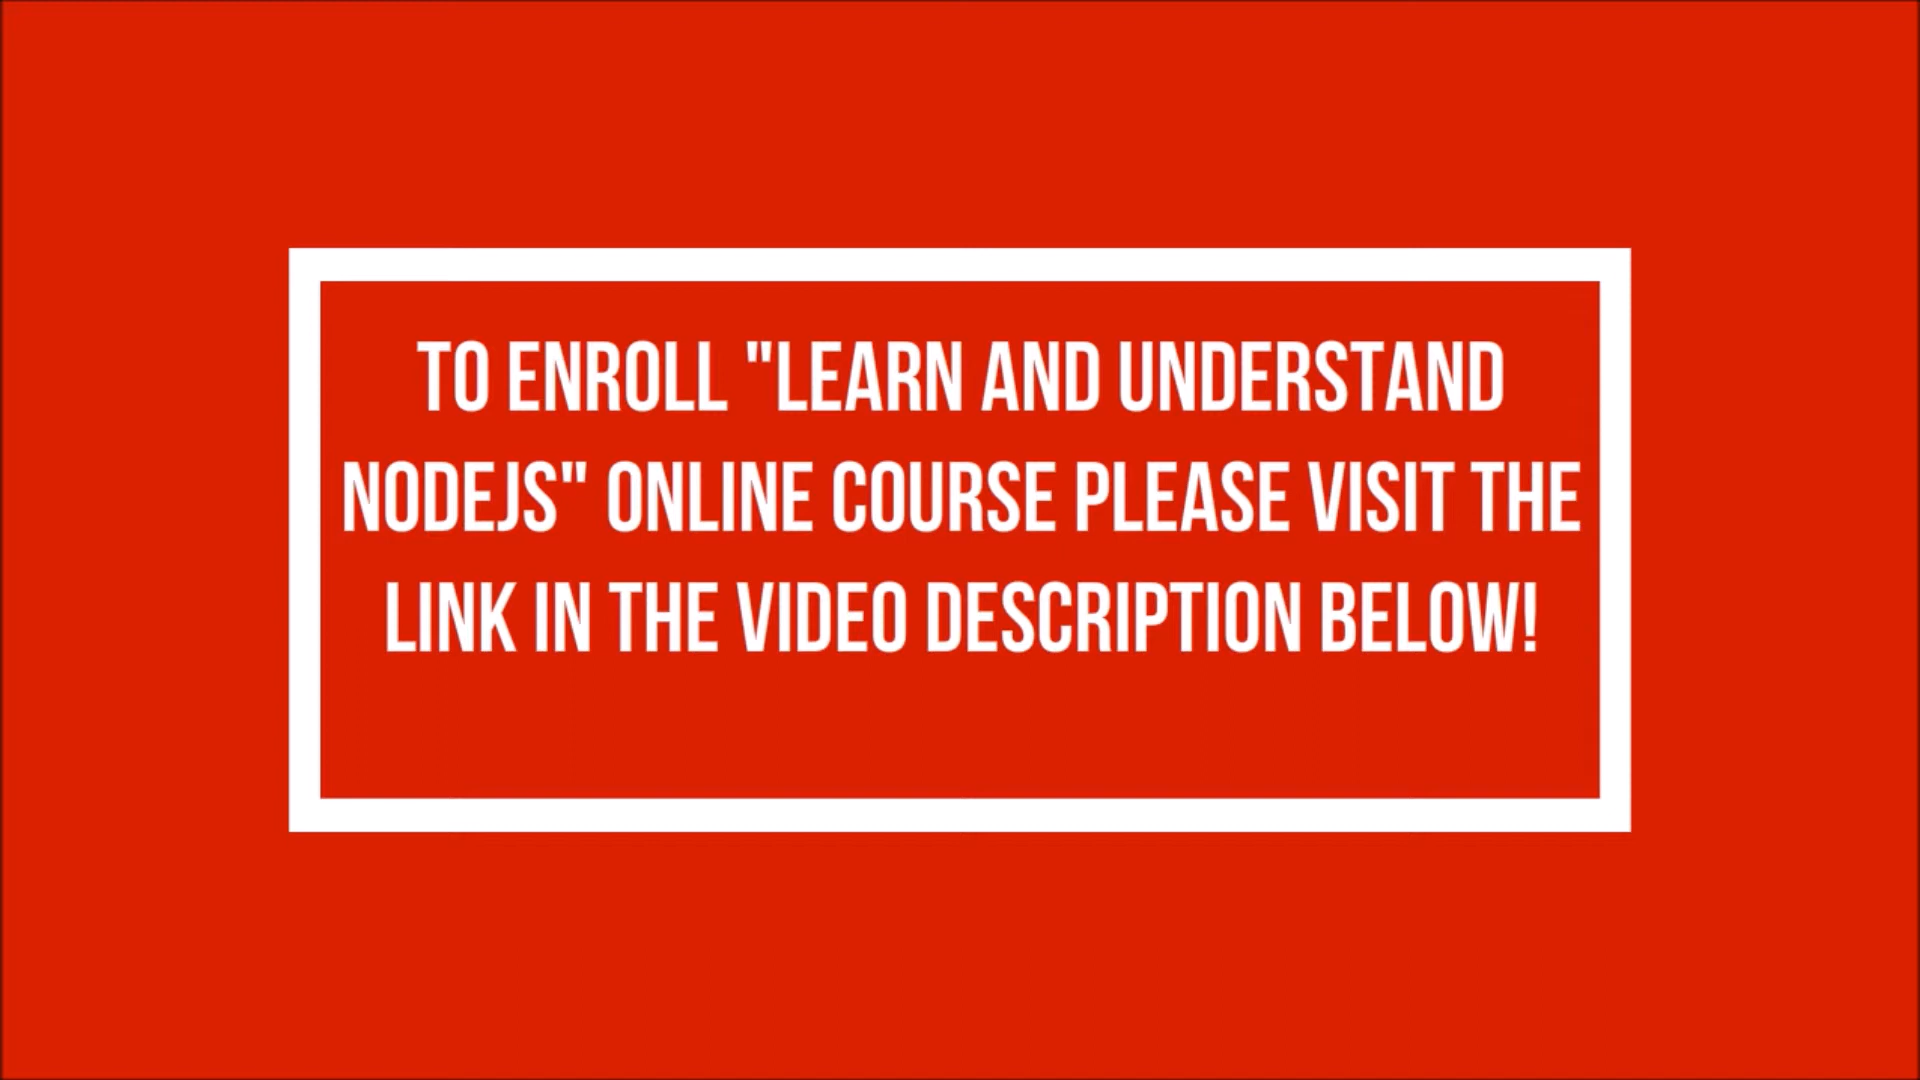 TO ENROLL "LEARN AND UNDERSTAND
NODEJS" ONLINE COURSE PLEASE VISIT THE
LINK IN THE VIDEO DESCRIPTION BELOW!